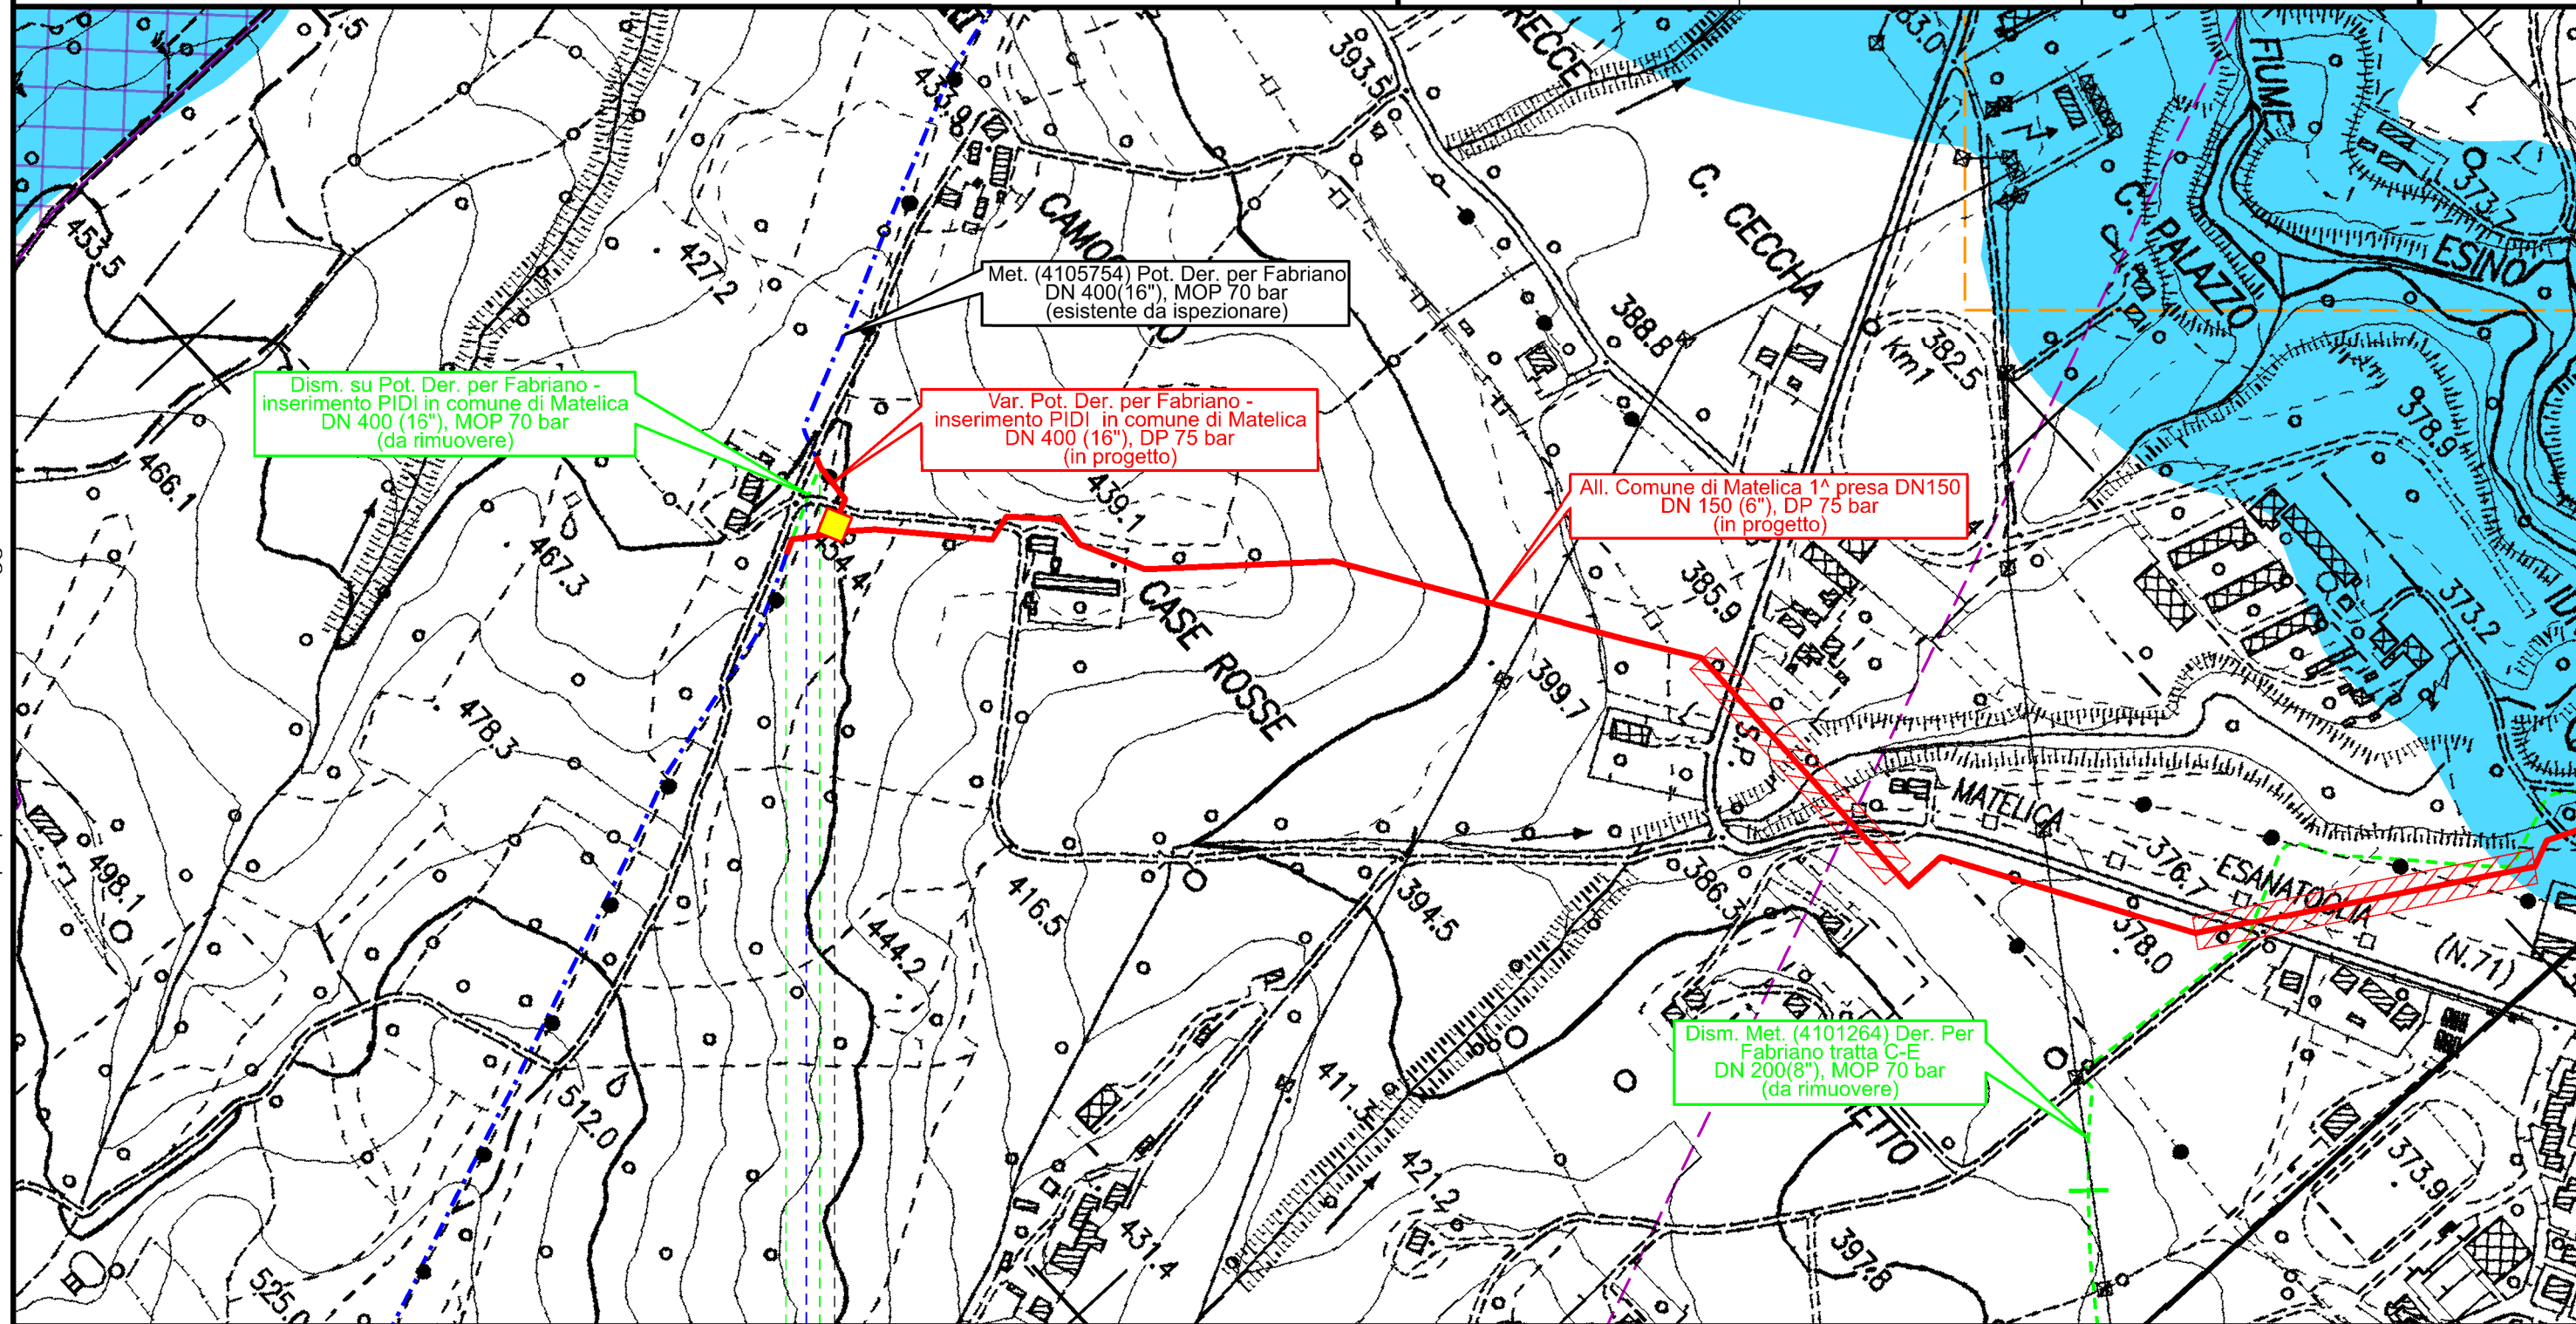 433.9
393.5
C. CECCHA
FIUME
373.7
C. PALAZZO
ESINO
453.5
427.2
Met. (4105754) Pot. Der. per Fabriano
DN 400(16"), MOP 70 bar
(esistente da ispezionare)
388.8
Km1
382.5
378.9
Dism. su Pot. Der. per Fabriano -
inserimento PIDI in comune di Matelica
DN 400 (16"), MOP 70 bar
(da rimuovere)
Var. Pot. Der. per Fabriano -
inserimento PIDI in comune di Matelica
DN 400 (16"), DP 75 bar
(in progetto)
466.1
439.1
All. Comune di Matelica 1^ presa DN150
DN 150 (6"), DP 75 bar
(in progetto)
467.3
385.9
373.2
CASE ROSSE
399.7
478.3
S.P.
MATELICA
498.1
376.7
ESANATOGLIA
416.5
394.5
386.3
444.2
378.0
(N.71)
Dism. Met. (4101264) Der. Per
Fabriano tratta C-E
DN 200(8"), MOP 70 bar
(da rimuovere)
512.0
ETTO
421.2
373.9
431.4
397.8
525.0